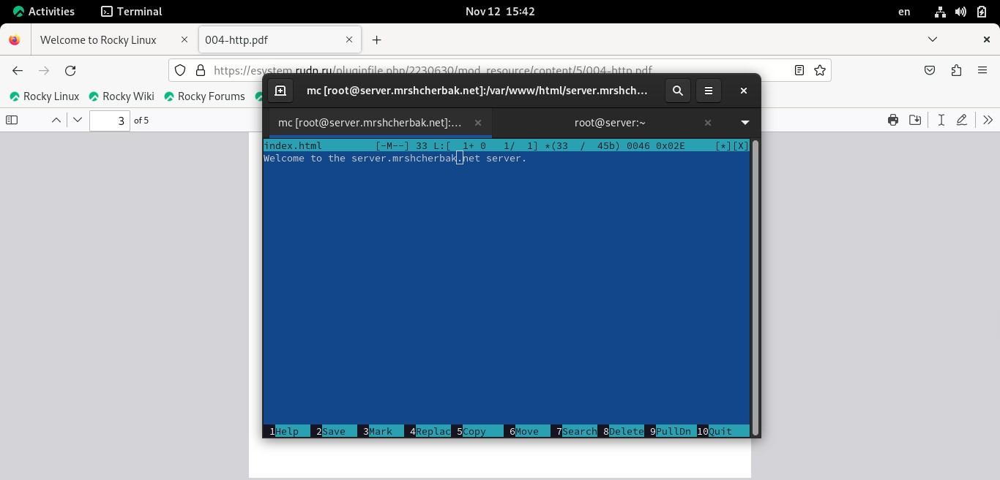 Activities Terminal Nov 12 15:42 en
Welcome to Rocky Linux 004-http.pdf
https://esystem.rudn.ru/pluginfile.php/2230630/mod_resource/content/5/004-http.pdf
Rocky Linux Rocky Wiki Rocky Forums
3 of 5
mc [root@server.mrshcherbak.net]:/var/www/html/server.mrshch...
mc [root@server.mrshcherbak.net]:... root@server:~
index.html [-M--] 33 L:[ 1+ 0 1/ 1] *(33 / 45b) 0046 0x02E [*][X]
Welcome to the server.mrshcherbak.net server.
1Help 2Save 3Mark 4Replac 5Copy 6Move 7Search 8Delete 9PullDn 10Quit